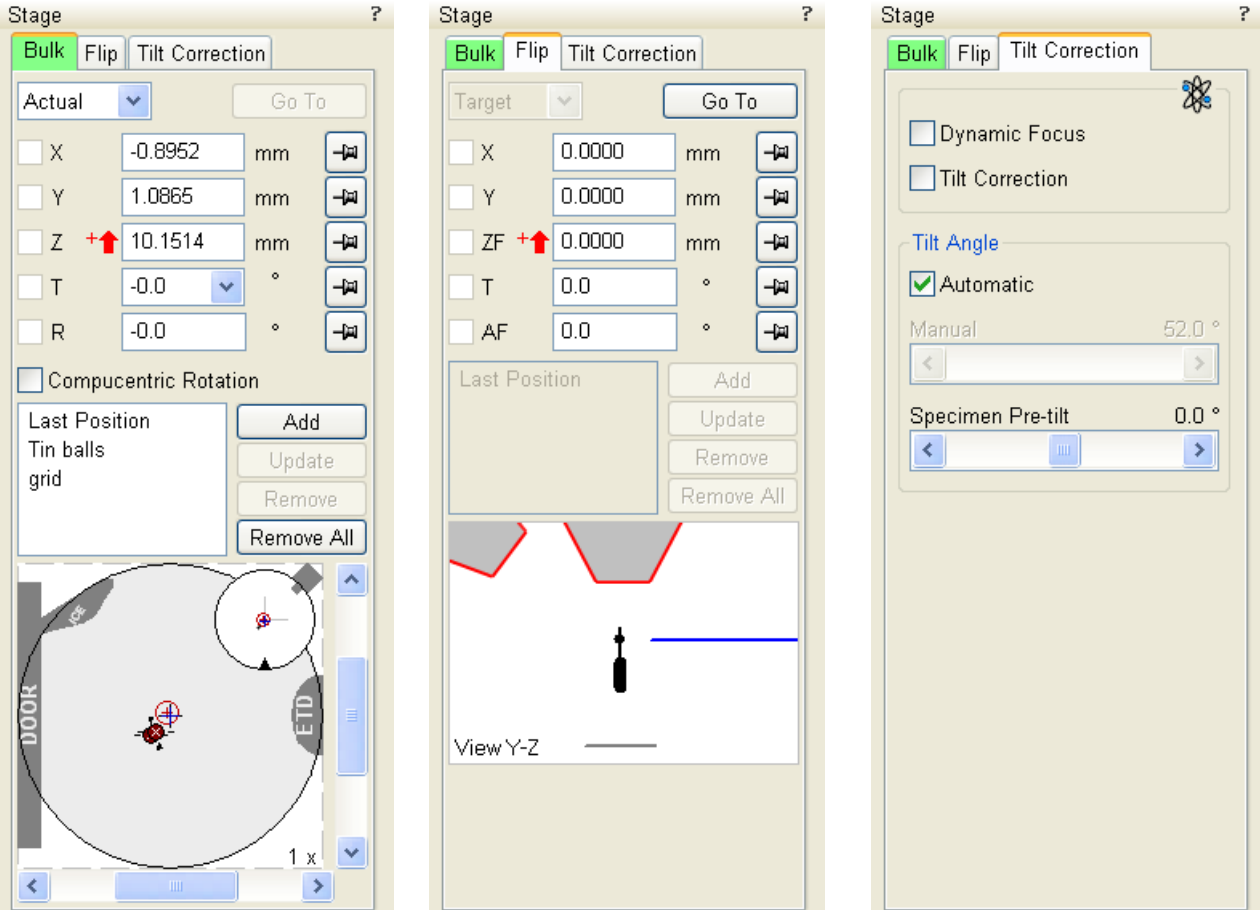 Stage ?
Bulk Flip Tilt Correction
Actual Go To
X -0.8952 mm
Y 1.0865 mm
Z + 10.1514 mm
T -0.0 °
R -0.0 °
Compucentric Rotation
Last Position
Tin balls
grid
Add
Update
Remove
Remove All
ICE
DOOR
ETD
1 x
Stage ?
Bulk Flip Tilt Correction
Target Go To
X 0.0000 mm
Y 0.0000 mm
ZF + 0.0000 mm
T 0.0 °
AF 0.0 °
Last Position
Add
Update
Remove
Remove All
View Y-Z
Stage ?
Bulk Flip Tilt Correction
Dynamic Focus
Tilt Correction
Tilt Angle
Automatic
Manual 52.0 °
Specimen Pre-tilt 0.0 °